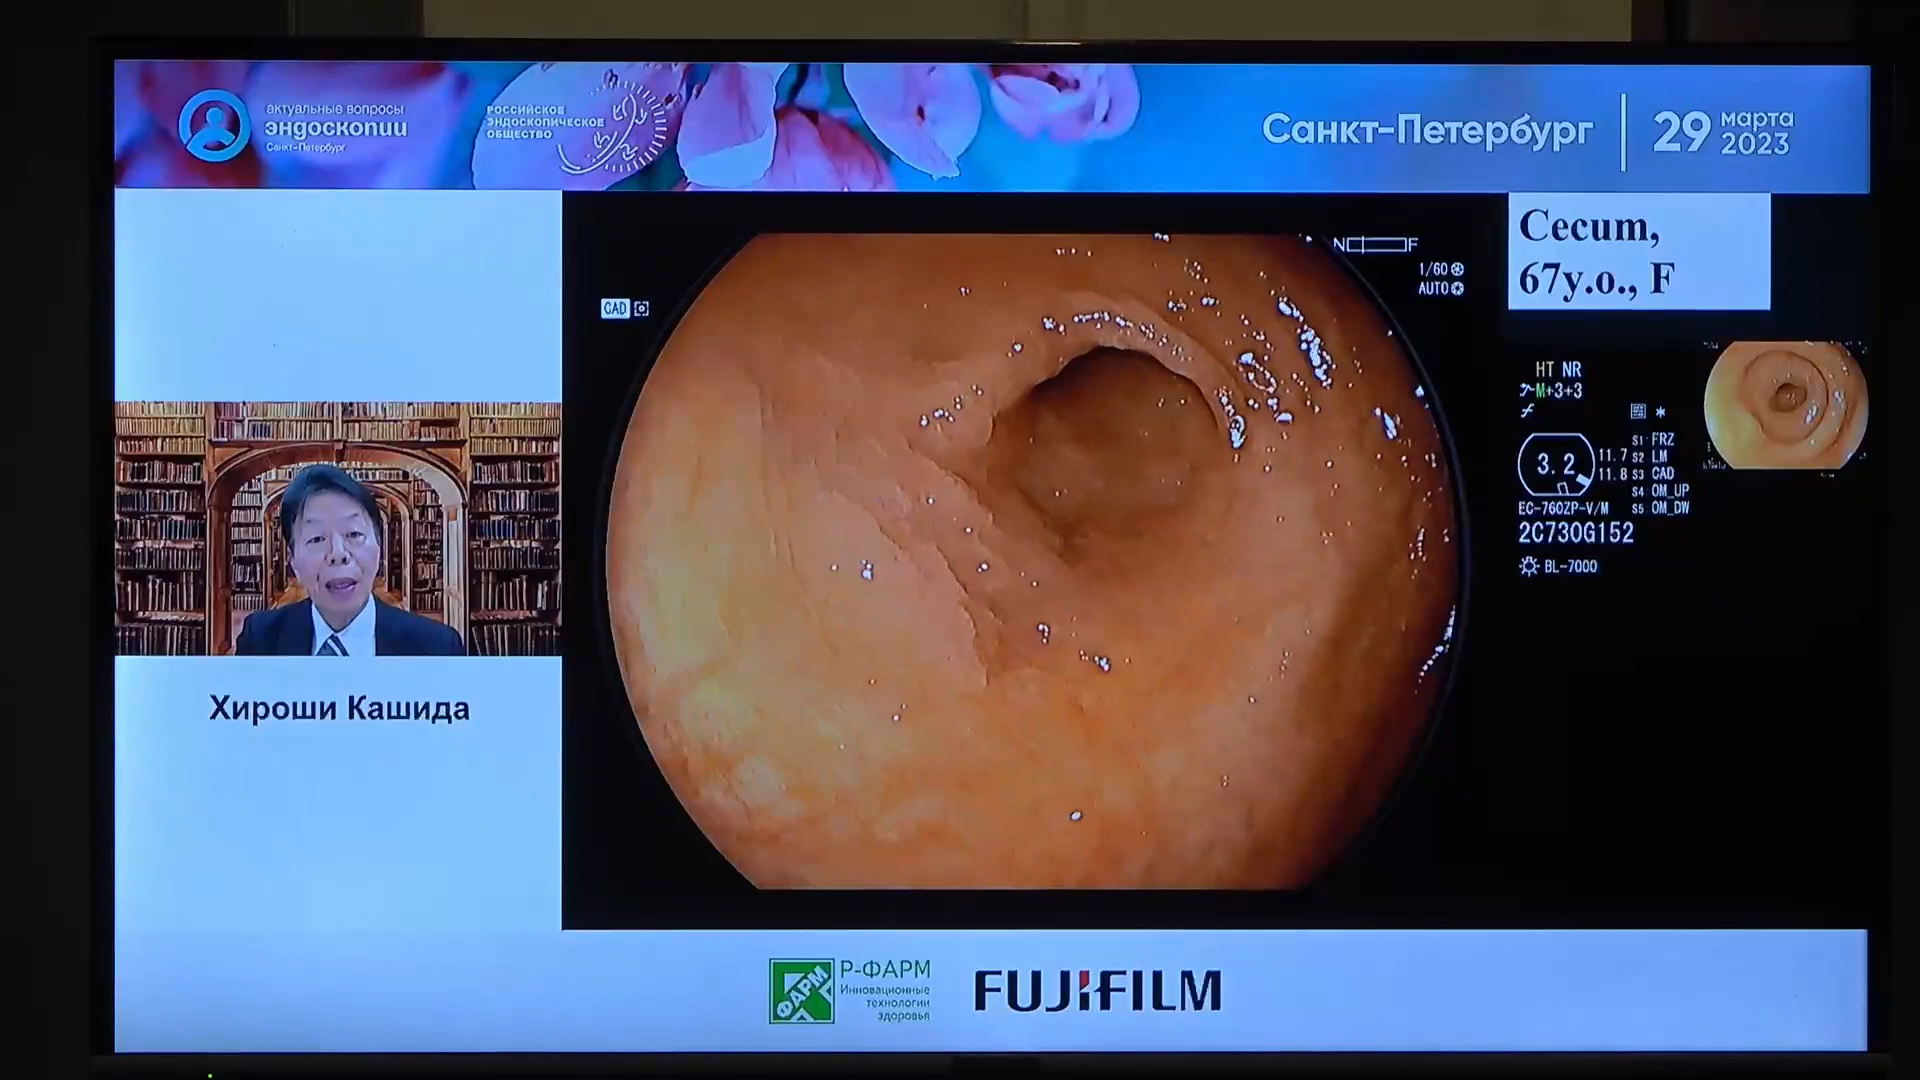 актуальные вопросы
эндоскопии
Санкт-Петербург
РОССИЙСКОЕ
ЭНДОСКОПИЧЕСКОЕ
ОБЩЕСТВО
Санкт-Петербург
29 марта
2023
Cecum,
67y.o., F
N F
1/60
AUTO
CAD
HT NR
M+3+3
3.2
11.7
11.8
S1 FRZ
S2 LM
S3 CAD
S4 OM_UP
S5 OM_DW
EC-760ZP-V/M
2C730G152
BL-7000
Хироши Кашида
ФАРМ
Р-ФАРМ
Инновационные
технологии
здоровья
FUJIFILM